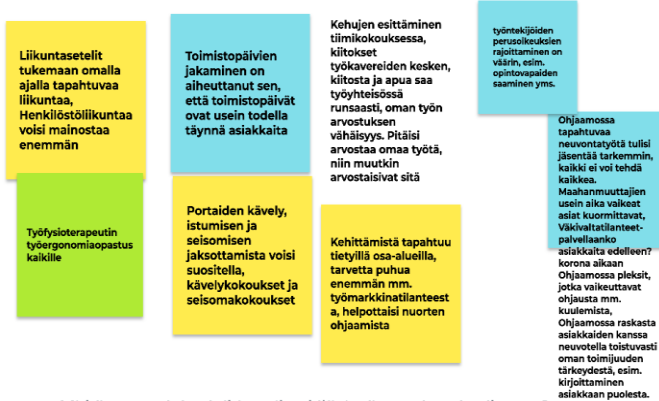 Liikuntasetelit
tukemaan omalla
ajalla tapahtuvaa
liikuntaa,
Henkilöstöliikuntaa
voisi mainostaa
enemmän
Toimistopäivien
jakaminen on
aiheuttanut sen,
että toimistopäivät
ovat usein todella
täynnä asiakkaita
Kehujen esittäminen
tiimikokouksessa,
kiitokset
työkavereiden kesken,
kiitosta ja apua saa
työyhteisössä
runsaasti, oman työn
arvostuksen
vähäisyys. Pitäisi
arvostaa omaa työtä,
niin muutkin
arvostaisivat sitä
työntekijöiden
perusoikeuksien
rajoittaminen on
väärin, esim.
opintovapaiden
saaminen yms.
Ohjaamossa
tapahtuvaa
neuvontatyötä tulisi
jäsentää tarkemmin,
kaikki ei voi tehdä
kaikkea.
Maahanmuuttajien
usein aika vaikeat
asiat kuormittavat,
Väkivaltatilanteet-
palvellaanko
asiakkaita edelleen?
korona aikaan
Ohjaamossa pleksit,
jotka vaikeuttavat
ohjausta mm.
kuulemista,
Ohjaamossa raskasta
asiakkaiden kanssa
neuvotella toistuvasti
oman toimijuuden
tärkeydestä, esim.
kirjoittaminen
asiakkaan puolesta.
Työfysioterapeutin
työergonomiaopastus
kaikille
Portaiden kävely,
istumisen ja
seisomisen
jaksottamista voisi
suositella,
kävelykokoukset ja
seisomakokoukset
Kehittämistä tapahtuu
tietyillä osa-alueilla,
tarvetta puhua
enemmän mm.
työmarkkinatilanteest
a, helpottaisi nuorten
ohjaamista